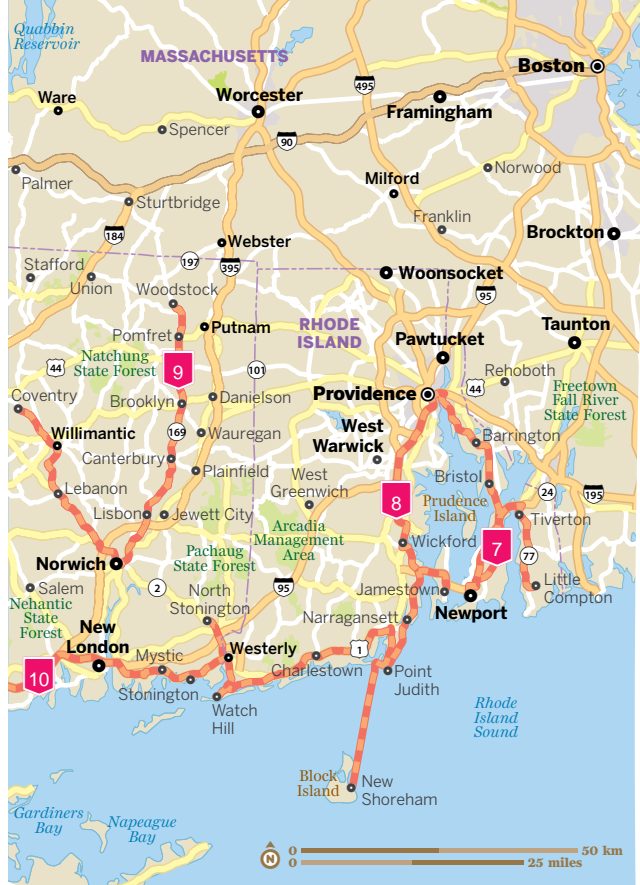 Quabbin
Reservoir
MASSACHUSETTS
Boston
495
Ware
Worcester
Framingham
Spencer
90
Milford
Norwood
Palmer
Sturtbridge
Franklin
184
Webster
Brockton
197
395
Stafford
Union
Woonsocket
Woodstock
95
RHODE
ISLAND
Putnam
Taunton
Pomfret
Pawtucket
Natchung
State Forest
44
9
101
Rehoboth
44
Freetown
Fall River
State Forest
Coventry
Brooklyn
Danielson
Providence
Willimantic
169
Wauregan
West
Warwick
Barrington
Canterbury
Plainfield
West
Greenwich
Bristol
Lebanon
8
Prudence
Island
24
195
Lisbon
Jewett City
Arcadia
Management
Area
Tiverton
Norwich
Pachaug
State Forest
Wickford
7
77
Salem
2
North
Stonington
95
Jamestown
Little
Compton
Nehantic
State
Forest
Newport
New
London
Narragansett
Westerly
1
Mystic
Charlestown
10
Stonington
Point
Judith
Watch
Hill
Rhode
Island
Sound
Block
Island
New
Shoreham
Gardiners
Bay
Napeague
Bay
N
0 50 km
0 25 miles